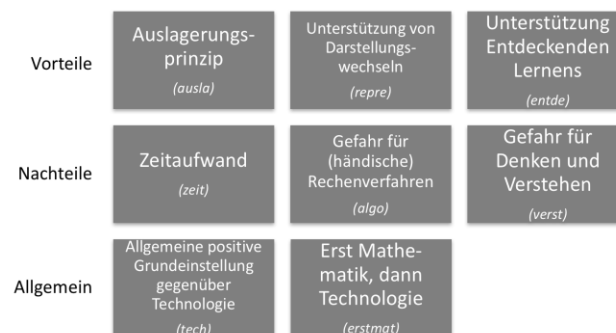 Vorteile
Auslagerungs-
prinzip
(ausla)
Unterstützung von
Darstellungs-
wechseln
(repre)
Unterstützung
Entdeckenden
Lernens
(entde)
Nachteile
Zeitaufwand
(zeit)
Gefahr für
(händische)
Rechenverfahren
(algo)
Gefahr für
Denken und
Verstehen
(verst)
Allgemein
Allgemeine positive
Grundeinstellung
gegenüber
Technologie
(tech)
Erst Mathe-
matik, dann
Technologie
(erstmat)